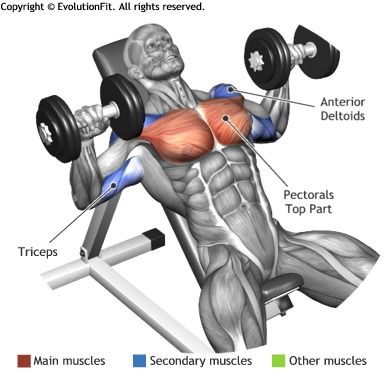 Copyright © EvolutionFit. All rights reserved.
Anterior
Deltoids
Pectorals
Top Part
Triceps
Main muscles
Secondary muscles
Other muscles